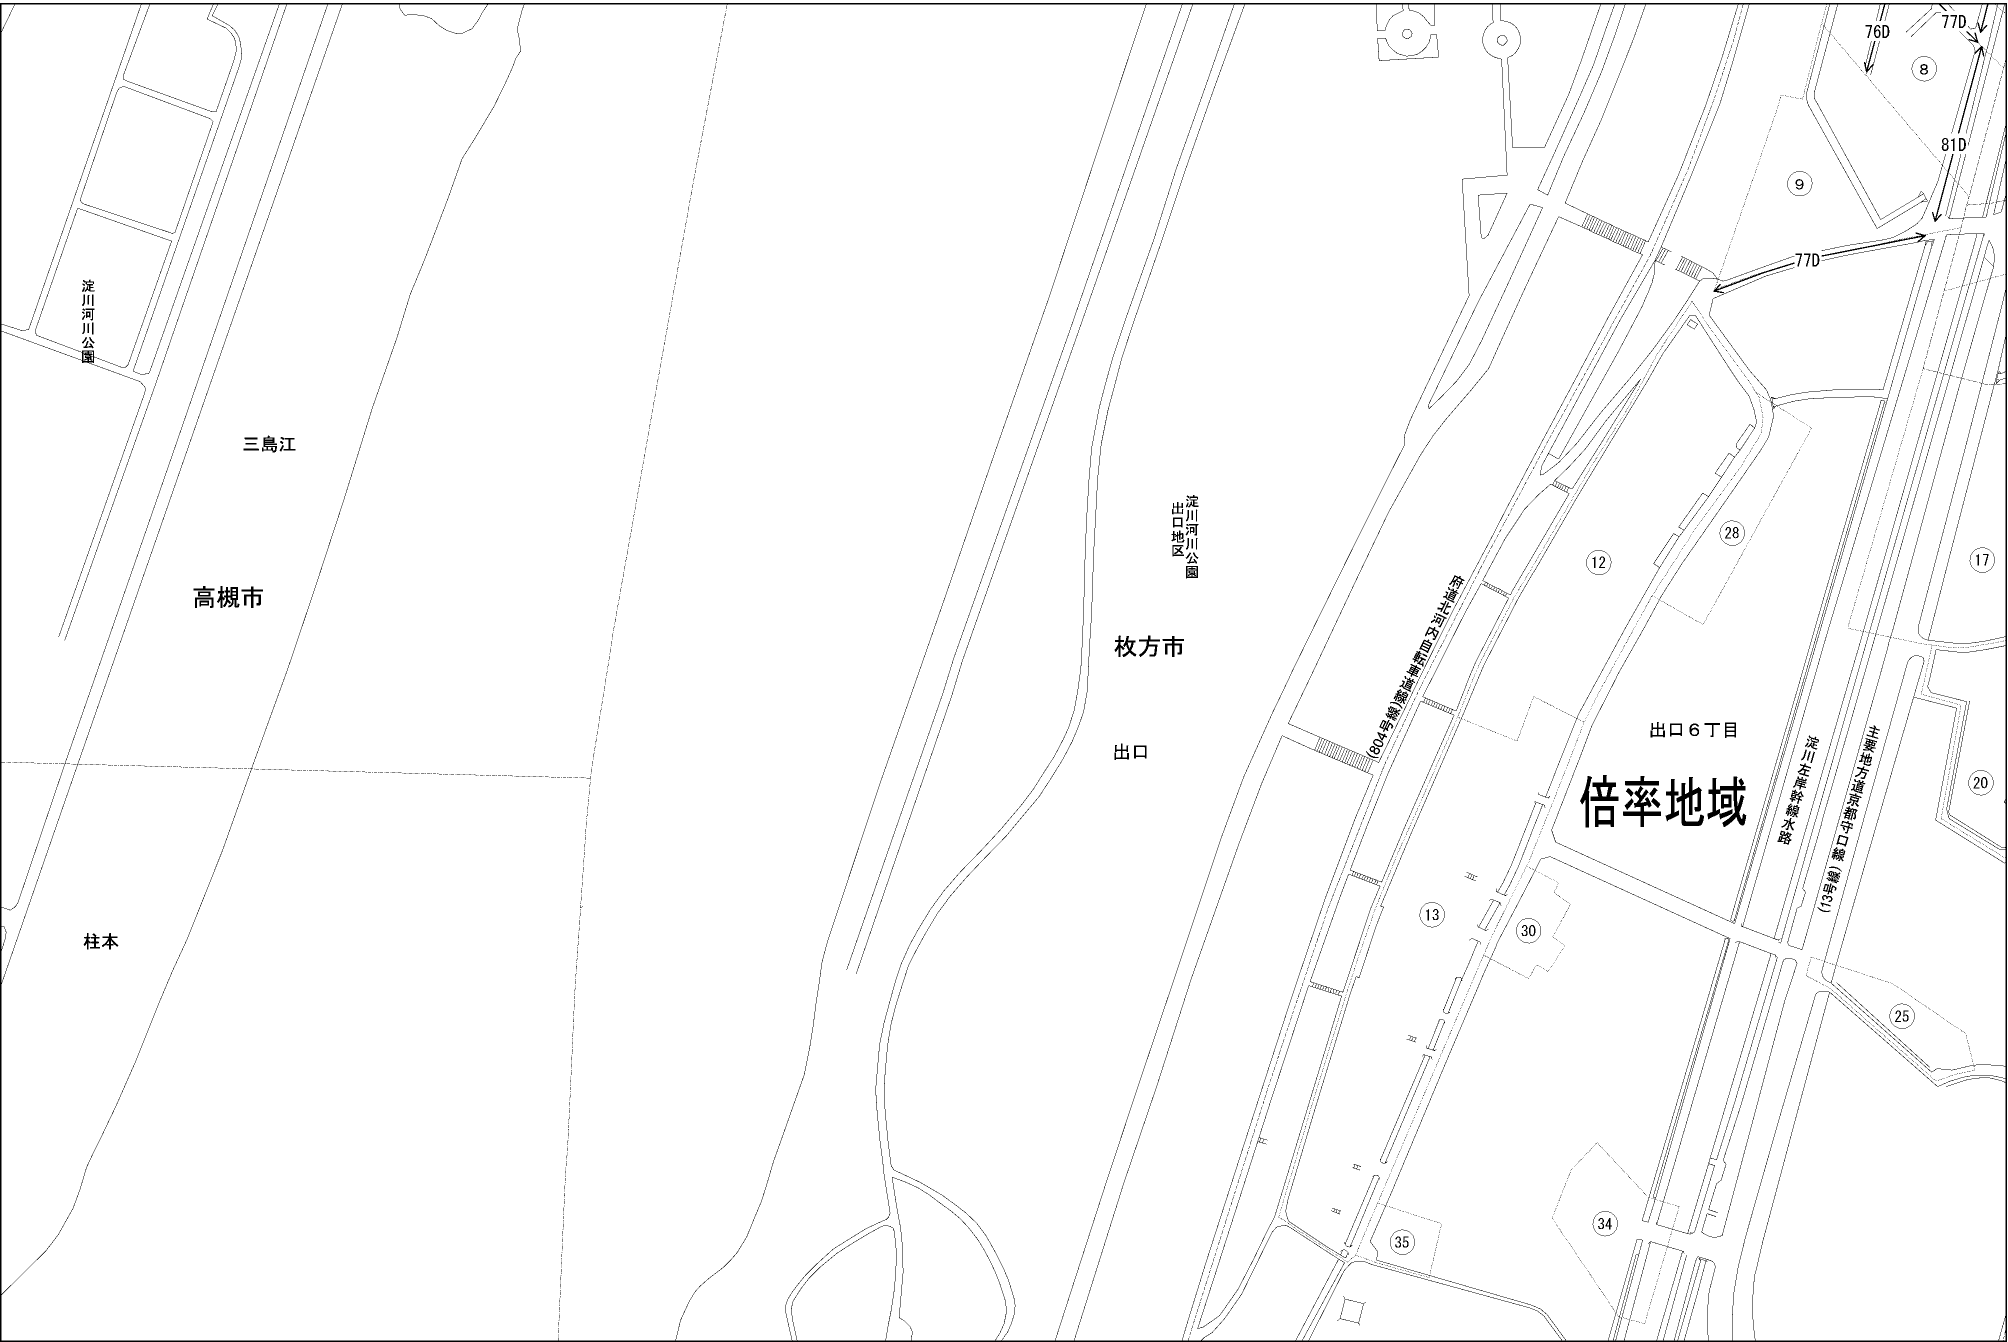 76D
77D
8
81D
9
77D
淀川河川公園
三島江
高槻市
柱本
淀川河川公園
出口地区
枚方市
出口
府道北河内自転車道線
(804号線)
12
28
17
出口6丁目
倍率地域
淀川左岸幹線水路
主要地方道京都守口線
(13号線)
20
13
30
25
34
35